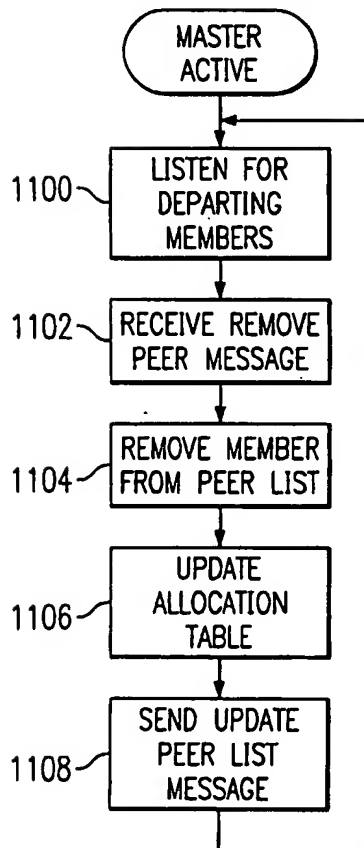 MASTER
ACTIVE
1100
LISTEN FOR
DEPARTING
MEMBERS
1102
RECEIVE REMOVE
PEER MESSAGE
1104
REMOVE MEMBER
FROM PEER LIST
1106
UPDATE
ALLOCATION
TABLE
1108
SEND UPDATE
PEER LIST
MESSAGE